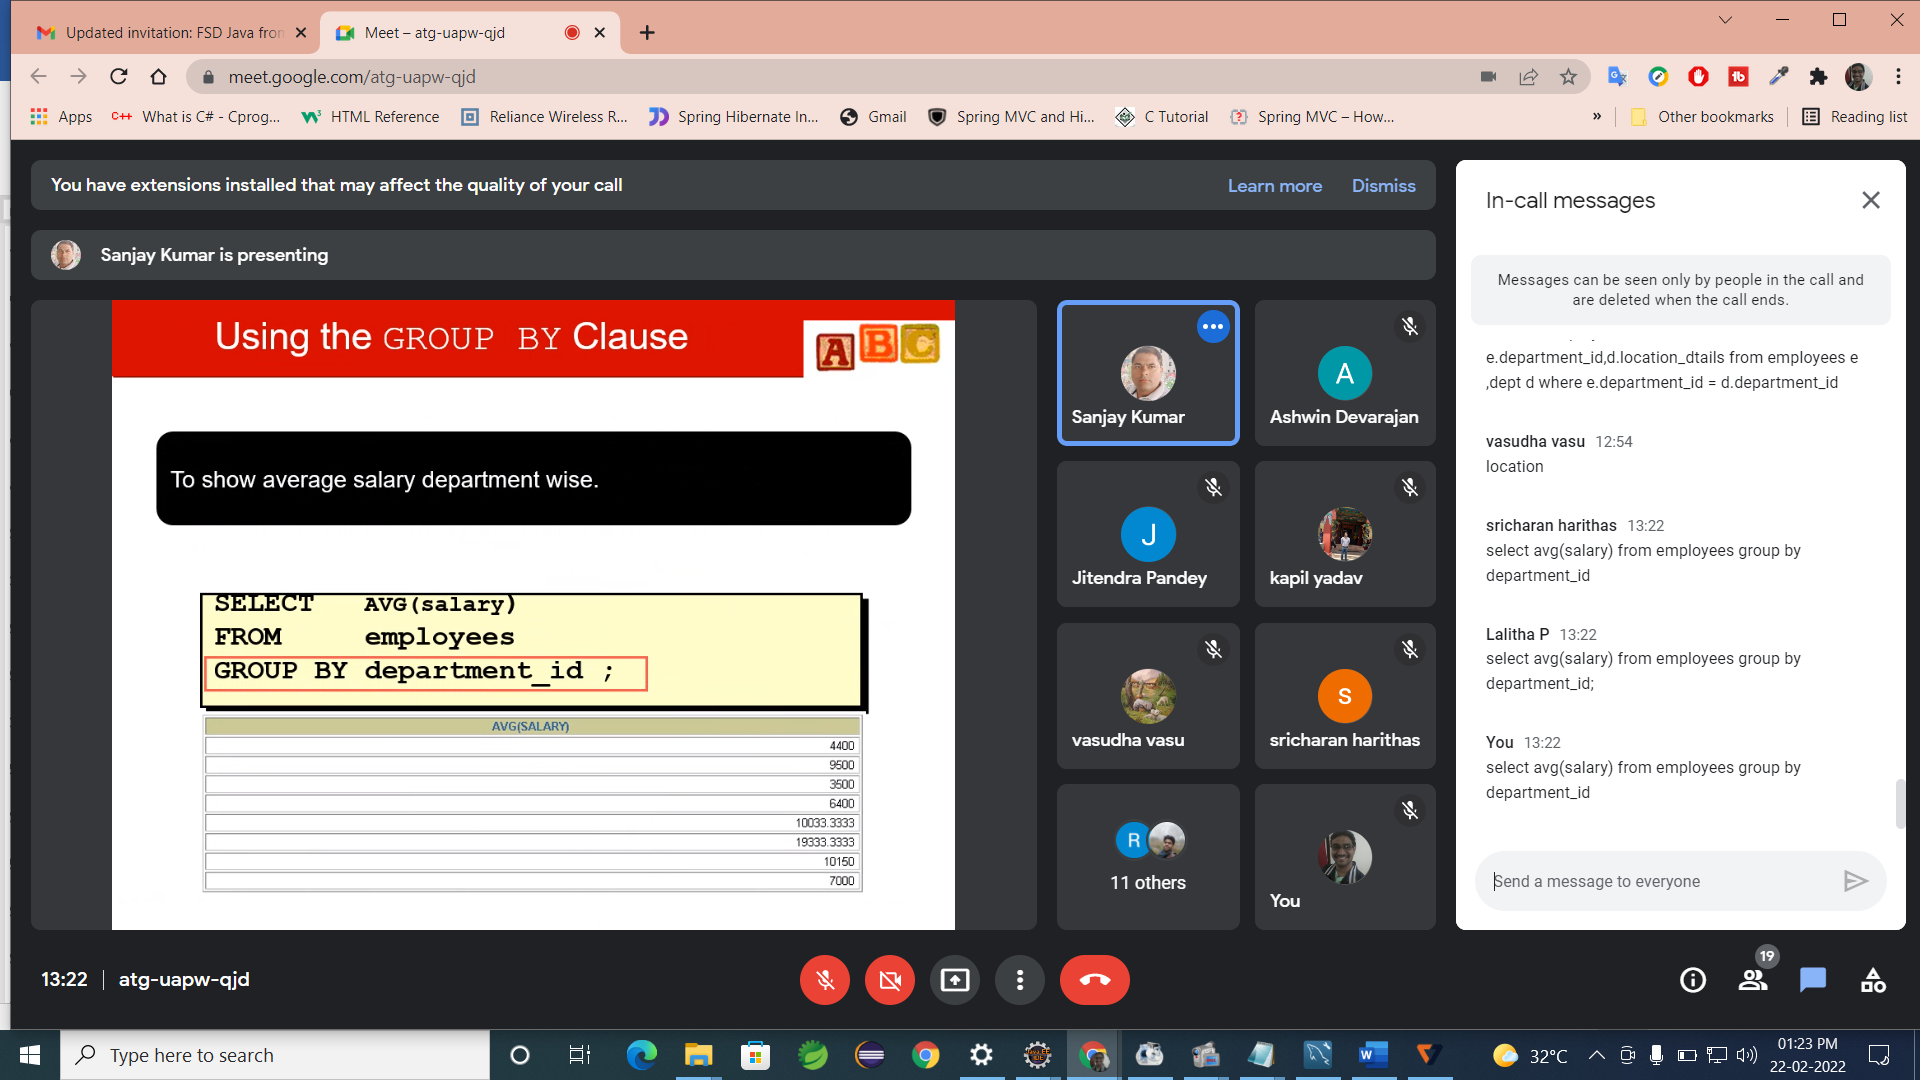 Updated invitation: FSD Java fron
Meet – atg-uapw-qjd
meet.google.com/atg-uapw-qjd
Apps
What is C# - Cprog...
HTML Reference
Reliance Wireless R...
Spring Hibernate In...
Gmail
Spring MVC and Hi...
C Tutorial
Spring MVC – How...
»
Other bookmarks
Reading list
You have extensions installed that may affect the quality of your call
Learn more
Dismiss
Sanjay Kumar is presenting
Using the GROUP BY Clause
A B C
To show average salary department wise.
SELECT AVG(salary)
FROM employees
GROUP BY department_id ;
AVG(SALARY)
4400
9500
3500
6400
10033.3333
19333.3333
10150
7000
Sanjay Kumar
A
Ashwin Devarajan
J
Jitendra Pandey
kapil yadav
vasudha vasu
s
sricharan harithas
R
11 others
You
In-call messages
Messages can be seen only by people in the call and
are deleted when the call ends.
e.department_id,d.location_dtails from employees e
,dept d where e.department_id = d.department_id
vasudha vasu 12:54
location
sricharan harithas 13:22
select avg(salary) from employees group by
department_id
Lalitha P 13:22
select avg(salary) from employees group by
department_id;
You 13:22
select avg(salary) from employees group by
department_id
Send a message to everyone
13:22 | atg-uapw-qjd
19
Type here to search
32°C
01:23 PM
22-02-2022